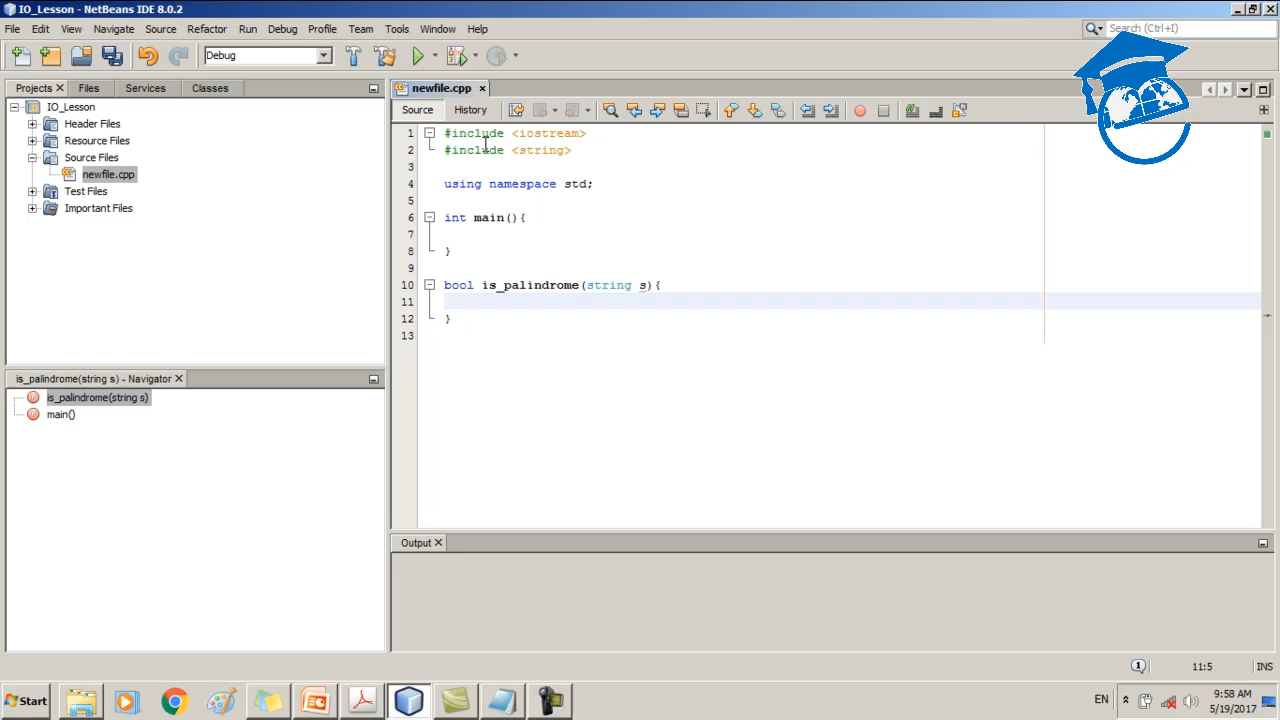 IO_Lesson - NetBeans IDE 8.0.2
File Edit View Navigate Source Refactor Run Debug Profile Team Tools Window Help
Search (Ctrl+I)
Debug
Projects Files Services Classes
newfile.cpp
IO_Lesson
Header Files
Resource Files
Source Files
newfile.cpp
Test Files
Important Files
Source History
1 #include <iostream>
2 #include <string>
3
4 using namespace std;
5
6 int main(){
7
8 }
9
10 bool is_palindrome(string s){
11
12 }
13
is_palindrome(string s) - Navigator
is_palindrome(string s)
main()
Output
1
11:5
INS
Start
EN
9:58 AM
5/19/2017